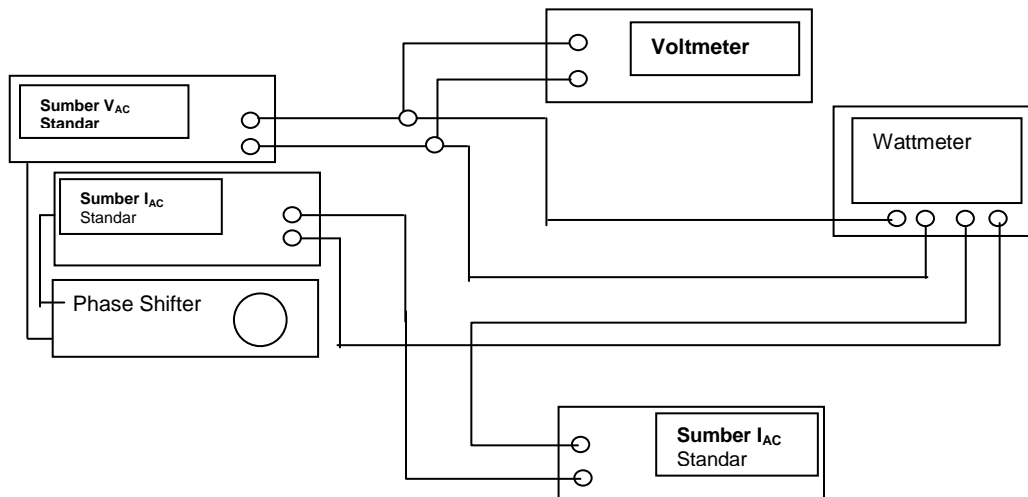 Voltmeter
Sumber VAC
Standar
Wattmeter
Sumber IAC
Standar
Phase Shifter
Sumber IAC
Standar